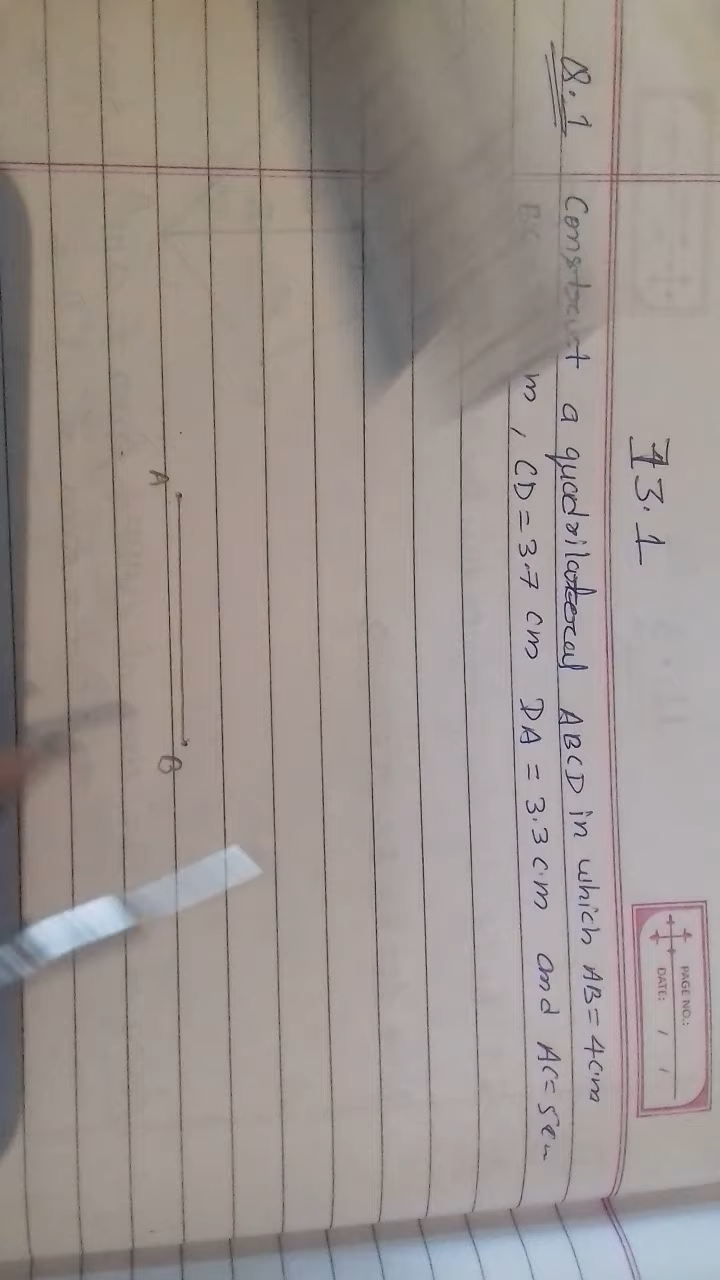 PAGE NO.:
DATE: / /
13.1
Q.1 Construct a quadrilateral ABCD in which AB = 4cm
m, CD = 3.7 cm DA = 3.3 cm and AC = 5cm
A B